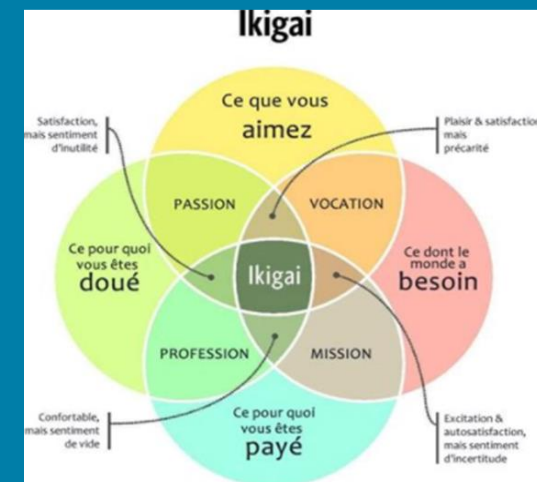 Ikigai
Ce que vous
aimez
Satisfaction,
mais sentiment
d'inutilité
Plaisir & satisfaction
mais
précarité
PASSION
VOCATION
Ce pour quoi
vous êtes
doué
Ikigai
Ce dont le
monde a
besoin
PROFESSION
MISSION
Confortable,
mais sentiment
de vide
Ce pour quoi
vous êtes
payé
Excitation &
autosatisfaction,
mais sentiment
d'incertitude